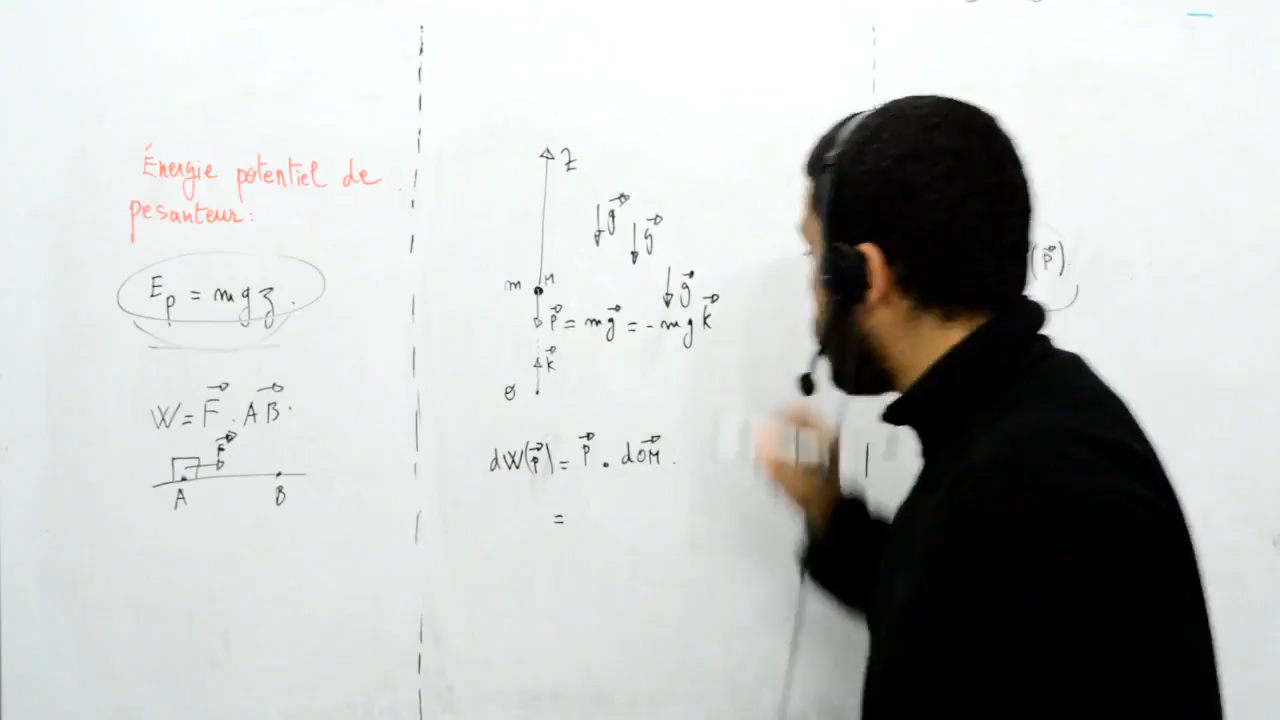 Énergie potentiel de
pesanteur:
Ep = mgz.
W = F⃗ . AB⃗.
F⃗
A B
z
g⃗ g⃗
g⃗
m M
P⃗ = mg⃗ = -mg k⃗
k⃗
O
dW(P⃗) = P⃗ . dOM⃗.
=
(P⃗).